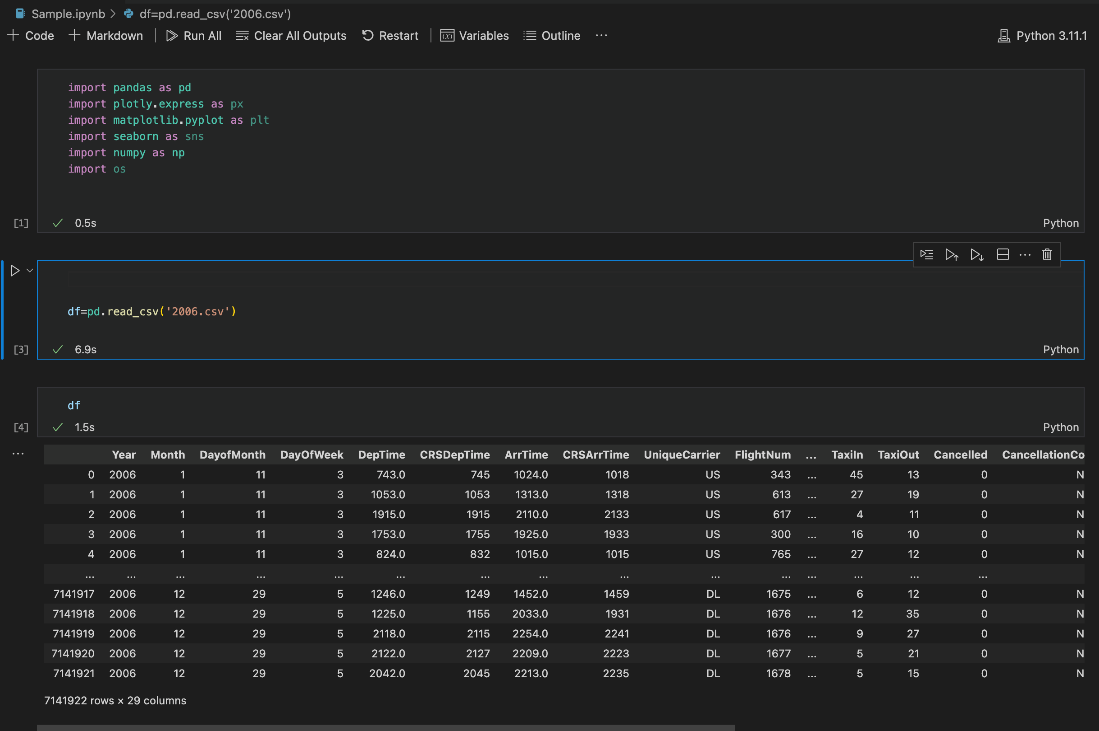 Sample.ipynb > df=pd.read_csv('2006.csv')
+ Code + Markdown | Run All Clear All Outputs Restart | Variables Outline ...
Python 3.11.1
import pandas as pd
import plotly.express as px
import matplotlib.pyplot as plt
import seaborn as sns
import numpy as np
import os
[1] ✓ 0.5s Python
df=pd.read_csv('2006.csv')
[3] ✓ 6.9s Python
df
[4] ✓ 1.5s Python
... Year Month DayofMonth DayOfWeek DepTime CRSDepTime ArrTime CRSArrTime UniqueCarrier FlightNum ... TaxiIn TaxiOut Cancelled CancellationCo
0 2006 1 11 3 743.0 745 1024.0 1018 US 343 ... 45 13 0 N
1 2006 1 11 3 1053.0 1053 1313.0 1318 US 613 ... 27 19 0 N
2 2006 1 11 3 1915.0 1915 2110.0 2133 US 617 ... 4 11 0 N
3 2006 1 11 3 1753.0 1755 1925.0 1933 US 300 ... 16 10 0 N
4 2006 1 11 3 824.0 832 1015.0 1015 US 765 ... 27 12 0 N
... ... ... ... ... ... ... ... ... ... ... ... ... ... ...
7141917 2006 12 29 5 1246.0 1249 1452.0 1459 DL 1675 ... 6 12 0 N
7141918 2006 12 29 5 1225.0 1155 2033.0 1931 DL 1676 ... 12 35 0 N
7141919 2006 12 29 5 2118.0 2115 2254.0 2241 DL 1676 ... 9 27 0 N
7141920 2006 12 29 5 2122.0 2127 2209.0 2223 DL 1677 ... 5 21 0 N
7141921 2006 12 29 5 2042.0 2045 2213.0 2235 DL 1678 ... 5 15 0 N
7141922 rows × 29 columns